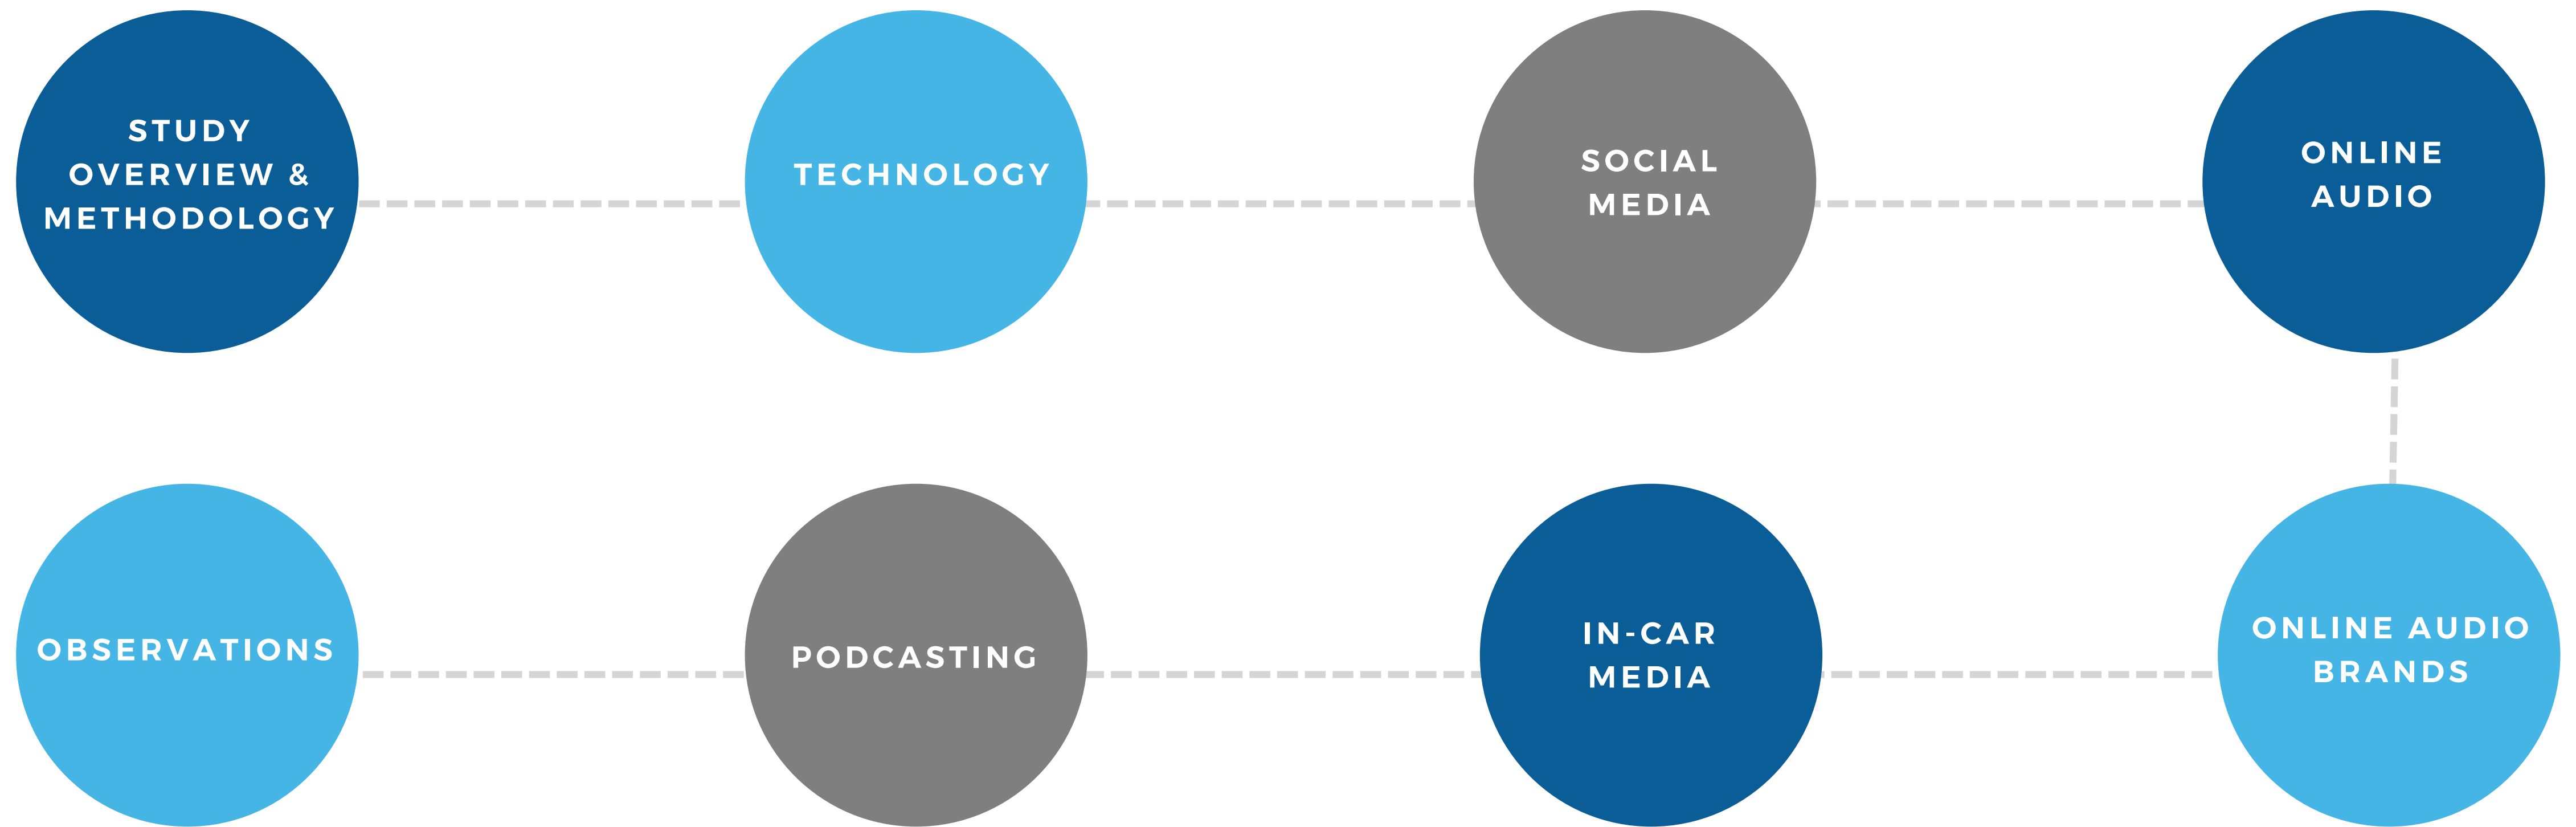 STUDY
OVERVIEW &
METHODOLOGY
TECHNOLOGY
SOCIAL
MEDIA
ONLINE
AUDIO
ONLINE AUDIO
BRANDS
IN-CAR
MEDIA
PODCASTING
OBSERVATIONS